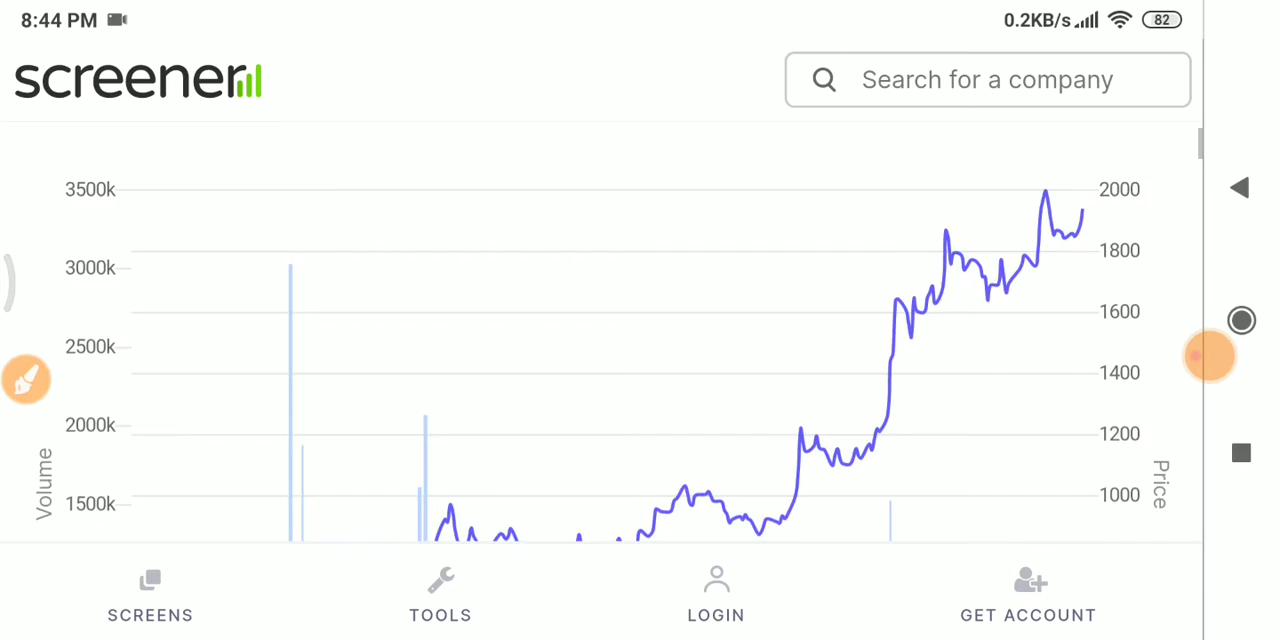 8:44 PM 0.2KB/s 82
screener Search for a company
3500k 2000
1800
3000k
1600
2500k
1400
2000k
1200
Volume Price
1500k 1000
SCREENS TOOLS LOGIN GET ACCOUNT